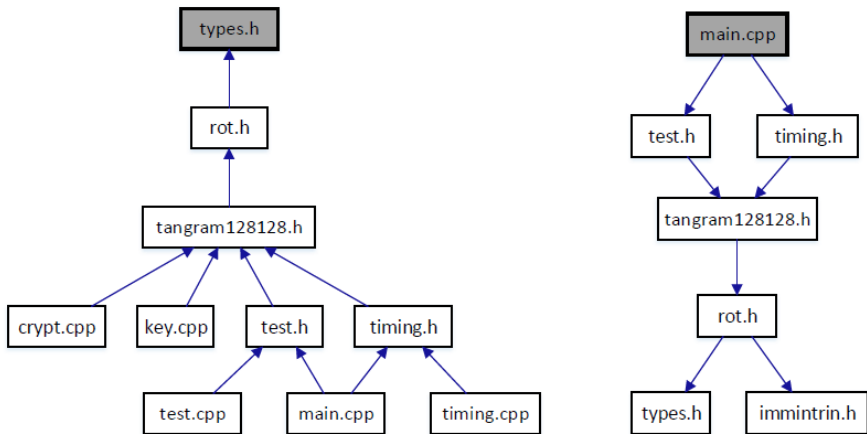 types.h
main.cpp
rot.h
test.h
timing.h
tangram128128.h
tangram128128.h
crypt.cpp
key.cpp
test.h
timing.h
rot.h
test.cpp
main.cpp
timing.cpp
types.h
immintrin.h